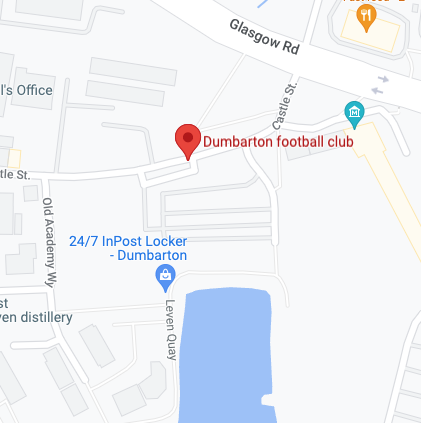 Glasgow Rd
l's Office
Castle St.
Dumbarton football club
tle St.
Old Academy Wy
24/7 InPost Locker
- Dumbarton
st
ven distillery
Leven Quay